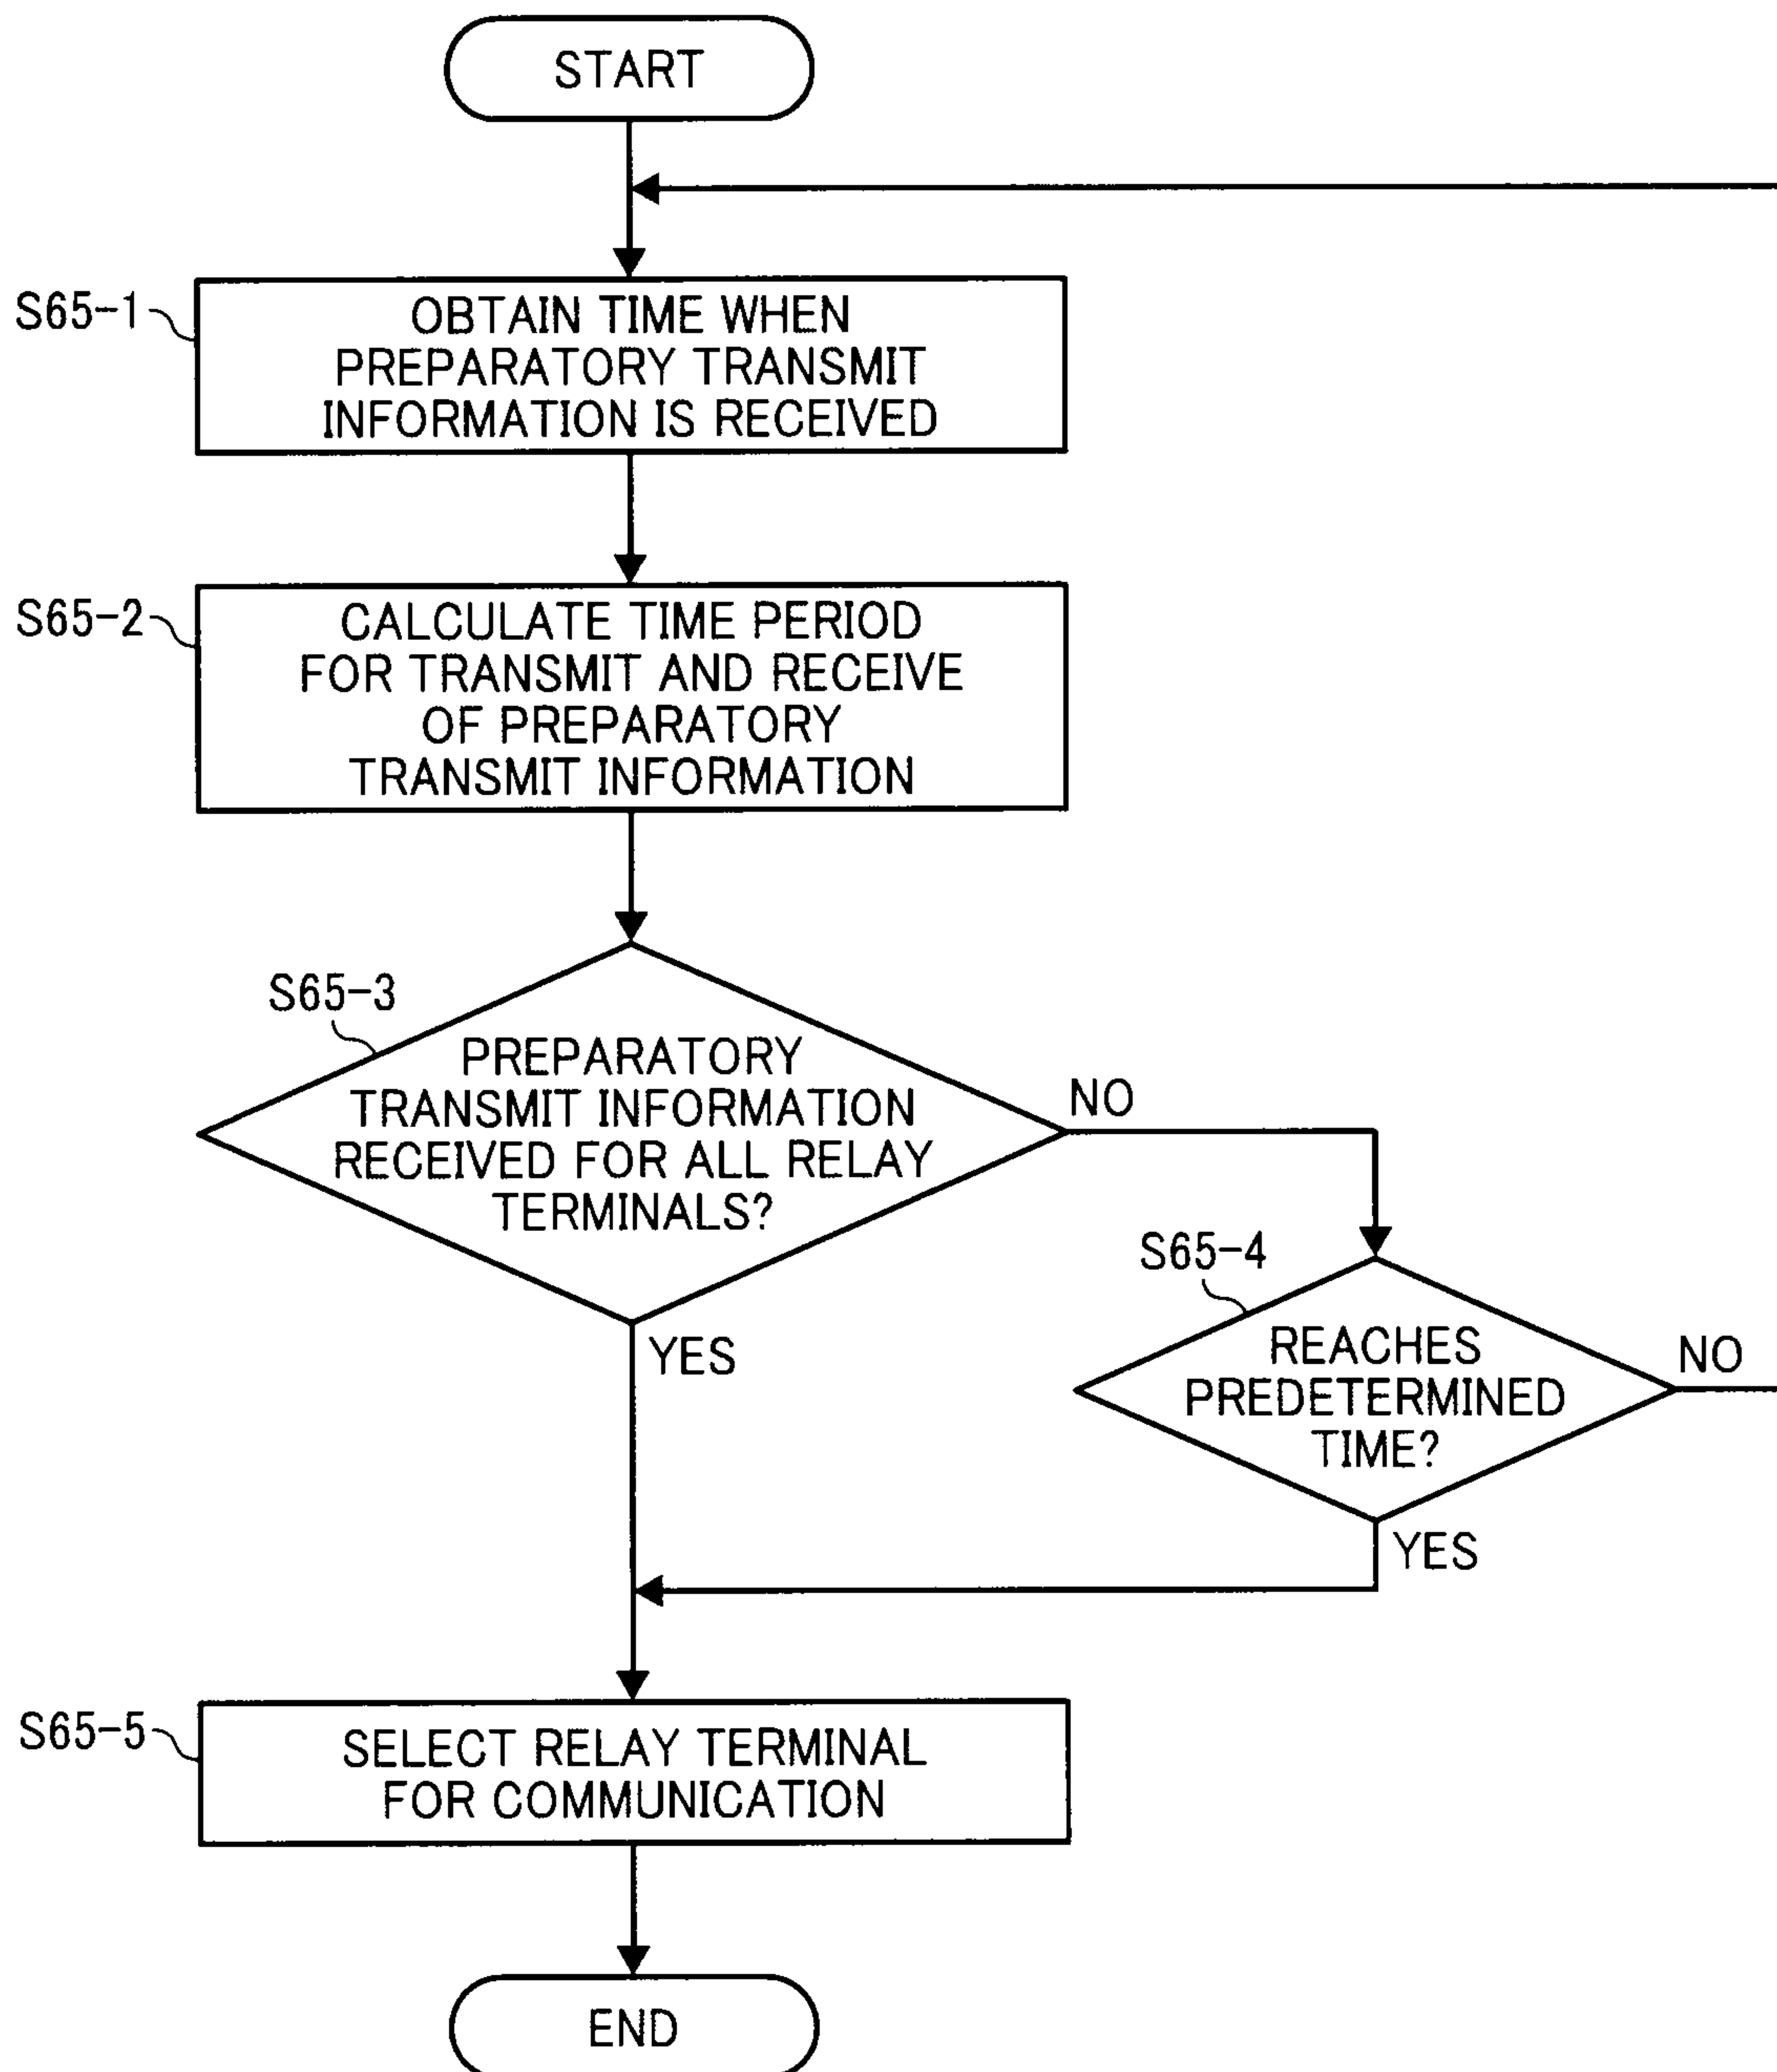 START
S65-1
OBTAIN TIME WHEN
PREPARATORY TRANSMIT
INFORMATION IS RECEIVED
S65-2
CALCULATE TIME PERIOD
FOR TRANSMIT AND RECEIVE
OF PREPARATORY
TRANSMIT INFORMATION
S65-3
PREPARATORY
TRANSMIT INFORMATION
RECEIVED FOR ALL RELAY
TERMINALS?
NO
YES
S65-4
REACHES
PREDETERMINED
TIME?
NO
YES
S65-5
SELECT RELAY TERMINAL
FOR COMMUNICATION
END